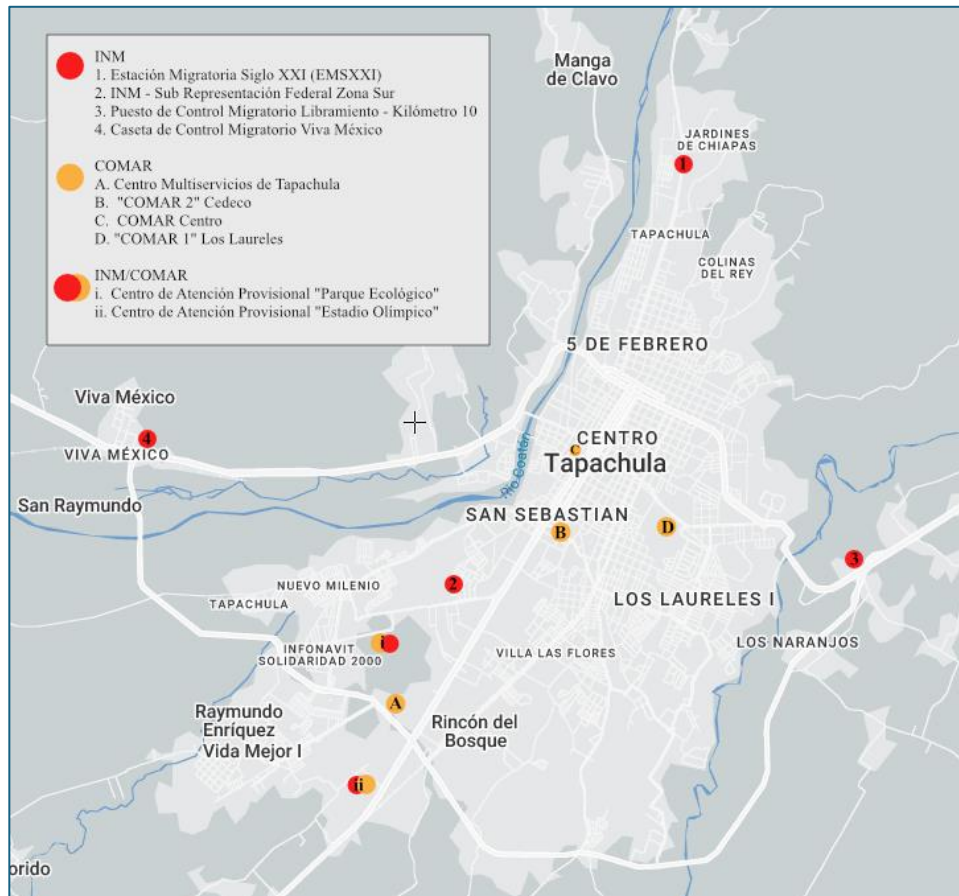 INM
1. Estación Migratoria Siglo XXI (EMSXXI)
2. INM - Sub Representación Federal Zona Sur
3. Puesto de Control Migratorio Libramiento - Kilómetro 10
4. Caseta de Control Migratorio Viva México
COMAR
A. Centro Multiservicios de Tapachula
B. "COMAR 2" Cedeco
C. COMAR Centro
D. "COMAR 1" Los Laureles
INM/COMAR
i. Centro de Atención Provisional "Parque Ecológico"
ii. Centro de Atención Provisional "Estadio Olímpico"
Manga
de Clavo
JARDINES
DE CHIAPAS
1
TAPACHULA
COLINAS
DEL REY
5 DE FEBRERO
Viva México
4
VIVA MÉXICO
CENTRO
C
Tapachula
Río Coatán
San Raymundo
SAN SEBASTIAN
B
D
3
NUEVO MILENIO
2
TAPACHULA
LOS LAURELES I
i
INFONAVIT
SOLIDARIDAD 2000
VILLA LAS FLORES
LOS NARANJOS
A
Raymundo
Enríquez
Vida Mejor I
Rincón del
Bosque
ii
orido